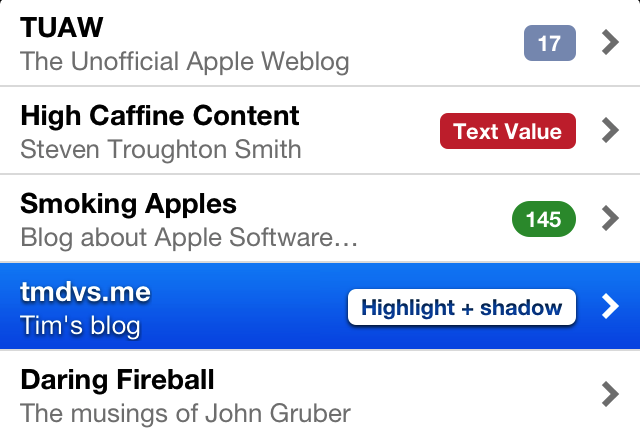 TUAW
17
The Unofficial Apple Weblog
High Caffine Content
Text Value
Steven Troughton Smith
Smoking Apples
145
Blog about Apple Software…
tmdvs.me
Highlight + shadow
Tim's blog
Daring Fireball
The musings of John Gruber